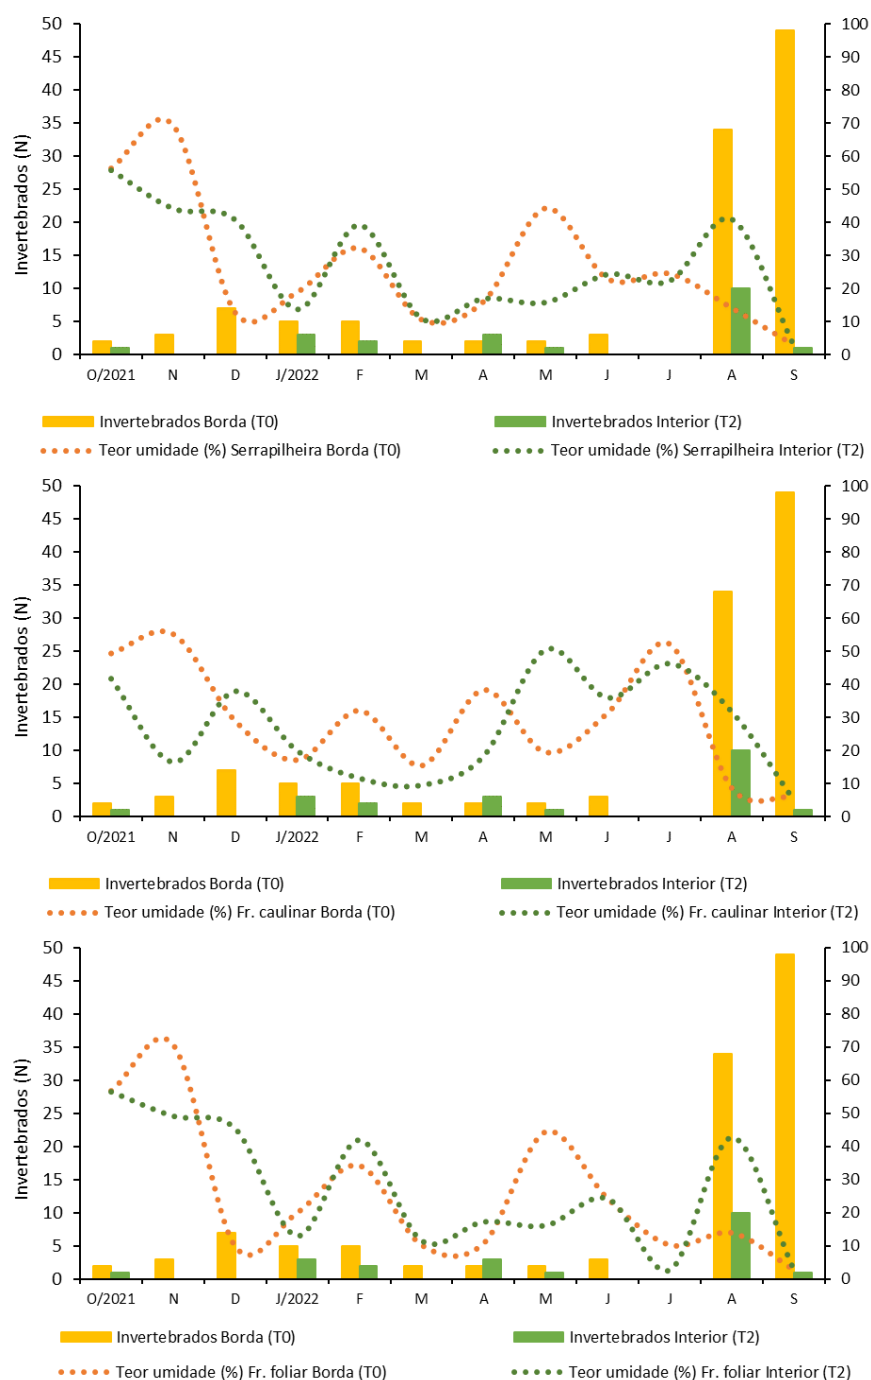 50 100
45 90
40 80
35 70
30 60
25 50
20 40
15 30
10 20
5 10
0 0
Invertebrados (N)
O/2021 N D J/2022 F M A M J J A S
Invertebrados Borda (T0) Invertebrados Interior (T2)
Teor umidade (%) Serrapilheira Borda (T0) Teor umidade (%) Serrapilheira Interior (T2)
50 100
45 90
40 80
35 70
30 60
25 50
20 40
15 30
10 20
5 10
0 0
Invertebrados (N)
O/2021 N D J/2022 F M A M J J A S
Invertebrados Borda (T0) Invertebrados Interior (T2)
Teor umidade (%) Fr. caulinar Borda (T0) Teor umidade (%) Fr. caulinar Interior (T2)
50 100
45 90
40 80
35 70
30 60
25 50
20 40
15 30
10 20
5 10
0 0
Invertebrados (N)
O/2021 N D J/2022 F M A M J J A S
Invertebrados Borda (T0) Invertebrados Interior (T2)
Teor umidade (%) Fr. foliar Borda (T0) Teor umidade (%) Fr. foliar Interior (T2)